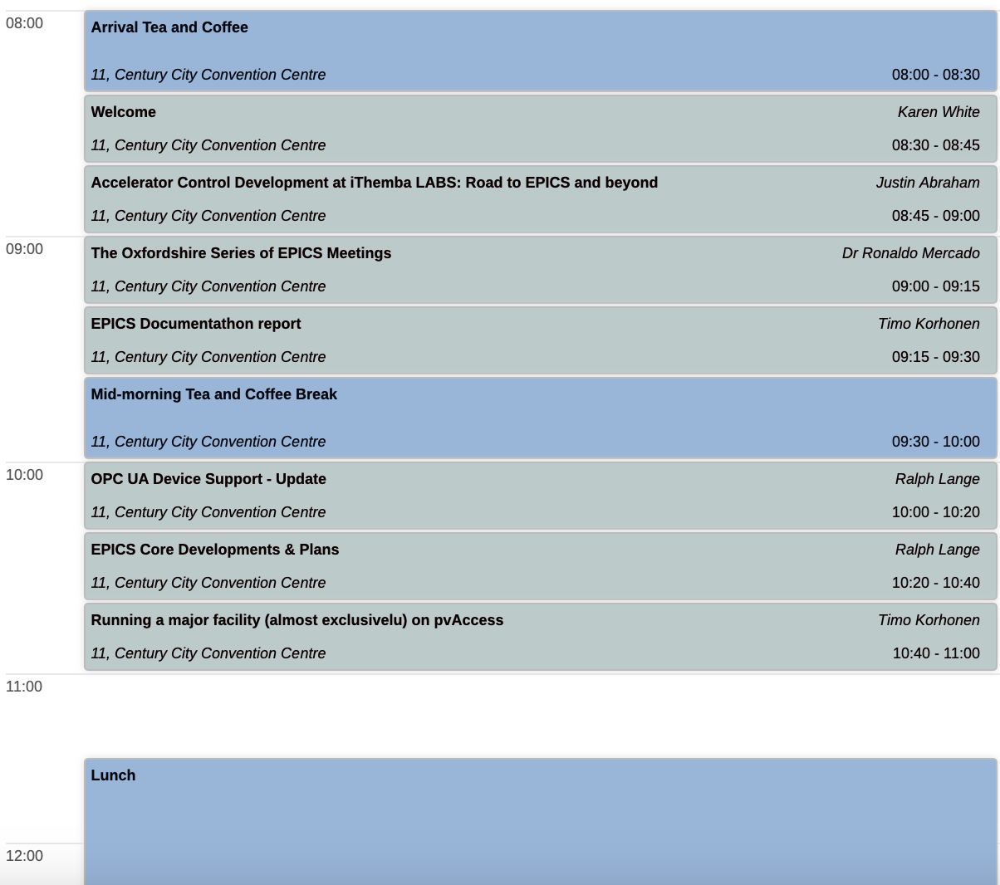 08:00
Arrival Tea and Coffee
11, Century City Convention Centre 08:00 - 08:30
Welcome Karen White
11, Century City Convention Centre 08:30 - 08:45
Accelerator Control Development at iThemba LABS: Road to EPICS and beyond Justin Abraham
11, Century City Convention Centre 08:45 - 09:00
09:00
The Oxfordshire Series of EPICS Meetings Dr Ronaldo Mercado
11, Century City Convention Centre 09:00 - 09:15
EPICS Documentathon report Timo Korhonen
11, Century City Convention Centre 09:15 - 09:30
Mid-morning Tea and Coffee Break
11, Century City Convention Centre 09:30 - 10:00
10:00
OPC UA Device Support - Update Ralph Lange
11, Century City Convention Centre 10:00 - 10:20
EPICS Core Developments & Plans Ralph Lange
11, Century City Convention Centre 10:20 - 10:40
Running a major facility (almost exclusivelu) on pvAccess Timo Korhonen
11, Century City Convention Centre 10:40 - 11:00
11:00
Lunch
12:00